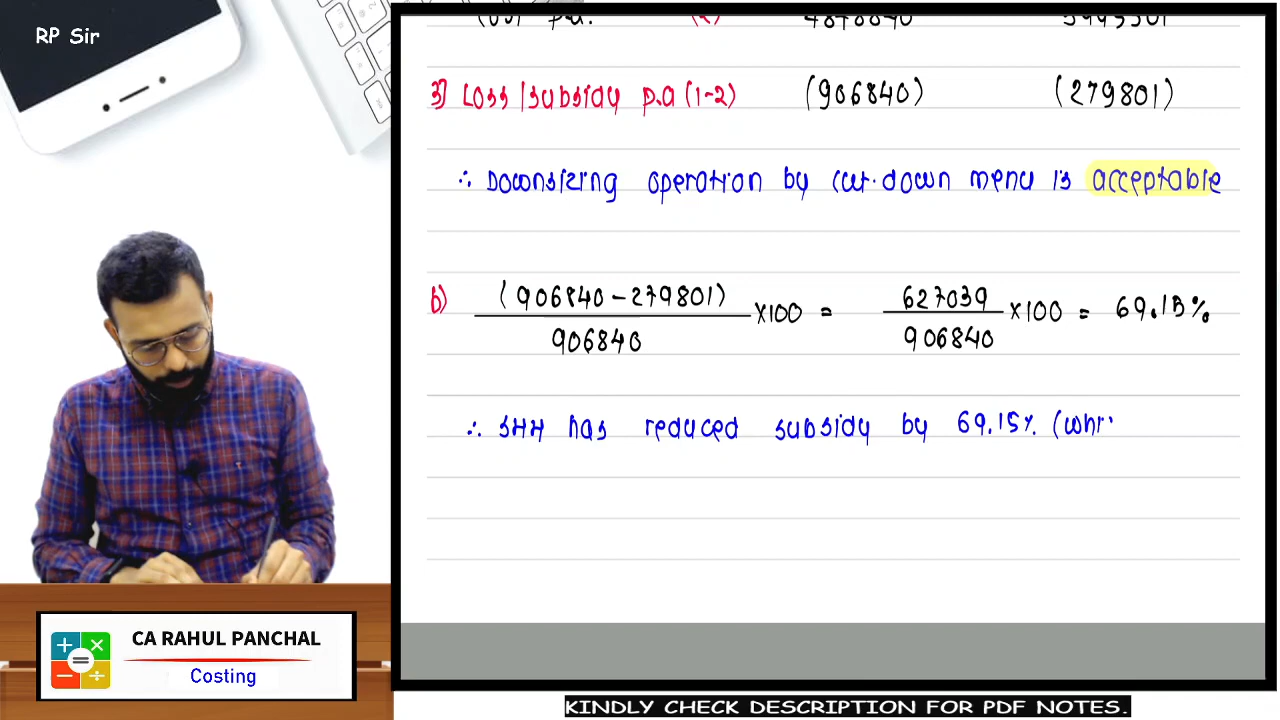 RP Sir
3) Loss/subsidy p.a (1-2) (906840) (279801)
∴ Downsizing operation by cut-down menu is acceptable
b) (906840 - 279801) / 906840 ×100 = 627039 / 906840 ×100 = 69.15%
∴ SHH has reduced subsidy by 69.15% (whi
CA RAHUL PANCHAL
Costing
KINDLY CHECK DESCRIPTION FOR PDF NOTES.